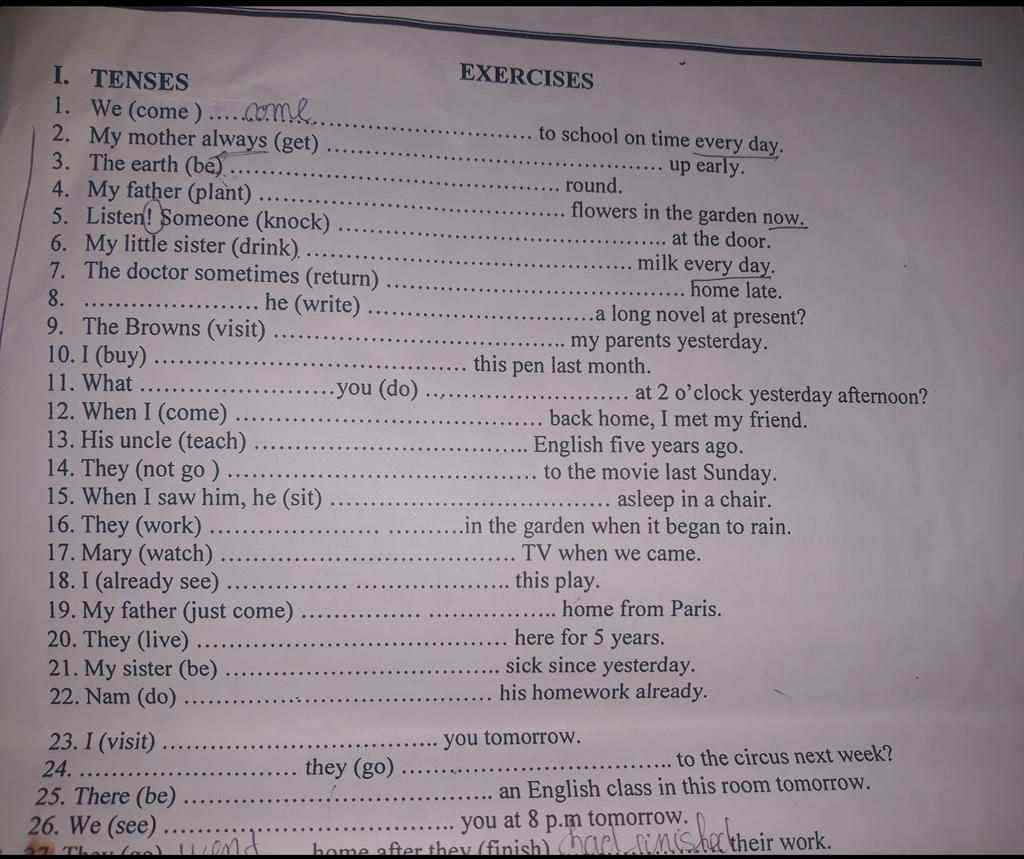 EXERCISES
I. TENSES
1. We (come ) .....come................................... to school on time every day.
2. My mother always (get) .................................................. up early.
3. The earth (be) .................................................. round.
4. My father (plant) .............................................. flowers in the garden now.
5. Listen! Someone (knock) .................................................. at the door.
6. My little sister (drink) .................................................. milk every day.
7. The doctor sometimes (return) .............................................. home late.
8. .......................... he (write) ...................................a long novel at present?
9. The Browns (visit) ............................................ my parents yesterday.
10. I (buy) ................................................ this pen last month.
11. What .............................you (do) ............................... at 2 o'clock yesterday afternoon?
12. When I (come) ............................................... back home, I met my friend.
13. His uncle (teach) .......................................... English five years ago.
14. They (not go ) ................................................ to the movie last Sunday.
15. When I saw him, he (sit) ........................................... asleep in a chair.
16. They (work) .......................... .............in the garden when it began to rain.
17. Mary (watch) ............................................. TV when we came.
18. I (already see) ................... ........................ this play.
19. My father (just come) .................. .................... home from Paris.
20. They (live) ................................................ here for 5 years.
21. My sister (be) .......................................... sick since yesterday.
22. Nam (do) ............................................... his homework already.
23. I (visit) .......................................... you tomorrow.
24. ................................. they (go) ......................................... to the circus next week?
25. There (be) ............................................... an English class in this room tomorrow.
26. We (see) ............................................ you at 8 p.m tomorrow.
27. They (go) went home after they (finish) had finished their work.